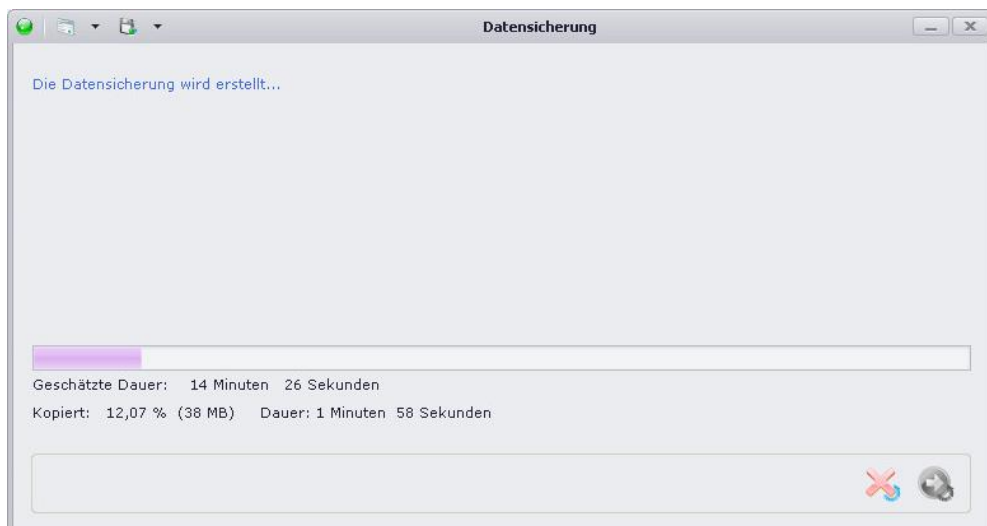 Datensicherung
Die Datensicherung wird erstellt...
Geschätzte Dauer: 14 Minuten 26 Sekunden
Kopiert: 12,07 % (38 MB) Dauer: 1 Minuten 58 Sekunden